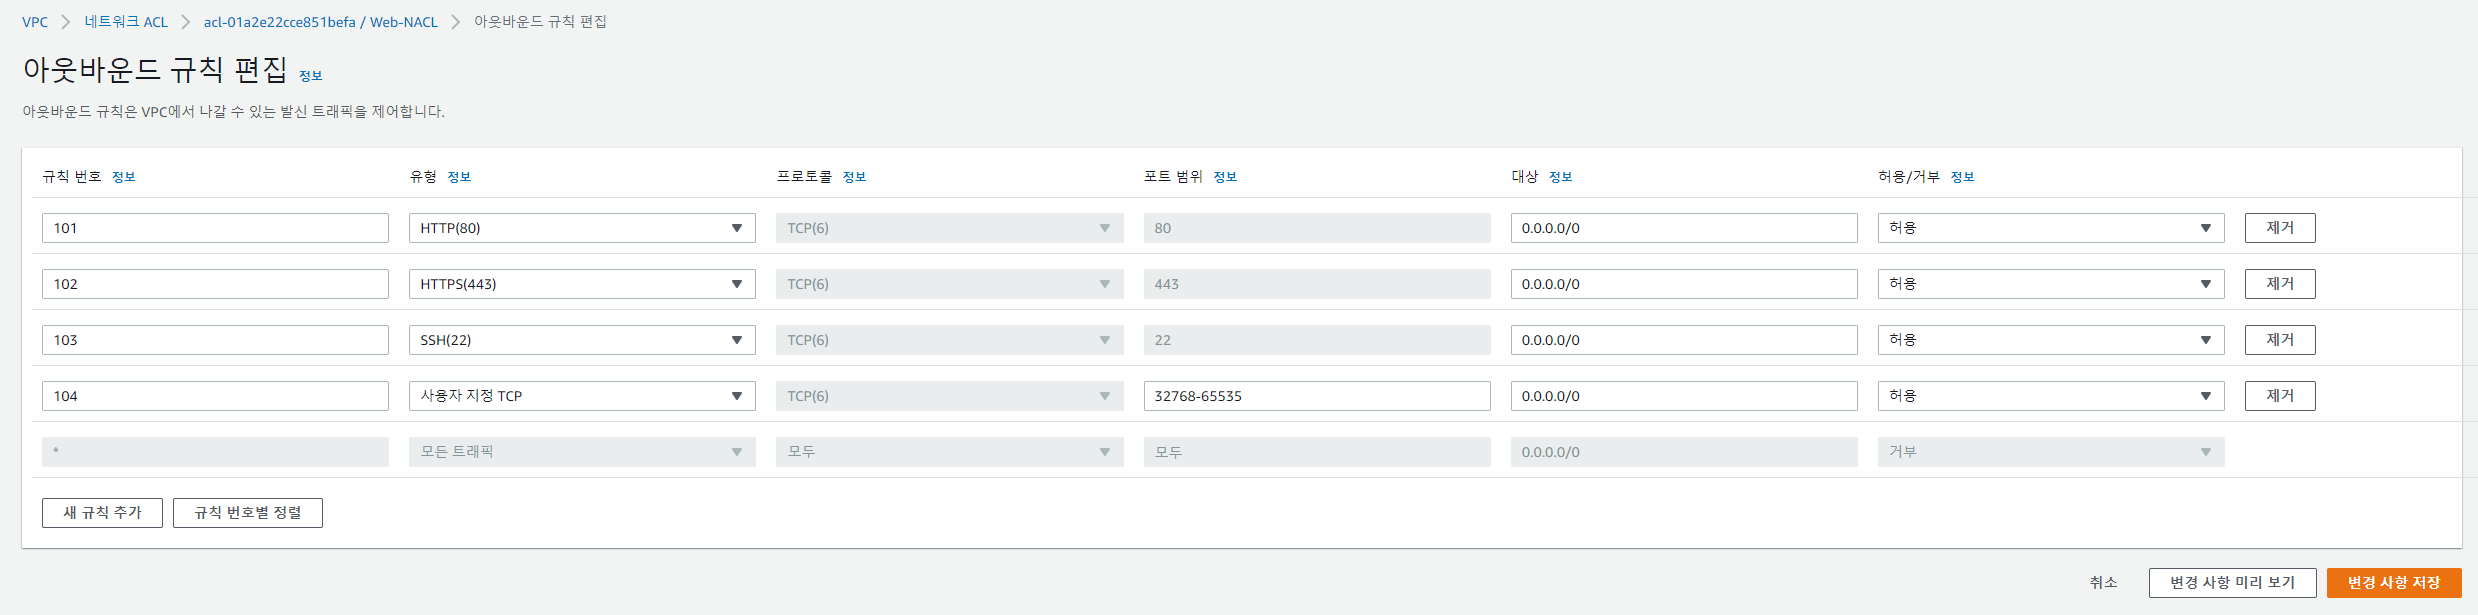 VPC > 네트워크 ACL > acl-01a2e22cce851befa / Web-NACL > 아웃바운드 규칙 편집
아웃바운드 규칙 편집 정보
아웃바운드 규칙은 VPC에서 나갈 수 있는 발신 트래픽을 제어합니다.
규칙 번호 정보 유형 정보 프로토콜 정보 포트 범위 정보 대상 정보 허용/거부 정보
101 HTTP(80) TCP(6) 80 0.0.0.0/0 허용 제거
102 HTTPS(443) TCP(6) 443 0.0.0.0/0 허용 제거
103 SSH(22) TCP(6) 22 0.0.0.0/0 허용 제거
104 사용자 지정 TCP TCP(6) 32768-65535 0.0.0.0/0 허용 제거
* 모든 트래픽 모두 모두 0.0.0.0/0 거부
새 규칙 추가 규칙 번호별 정렬
취소 변경 사항 미리 보기 변경 사항 저장